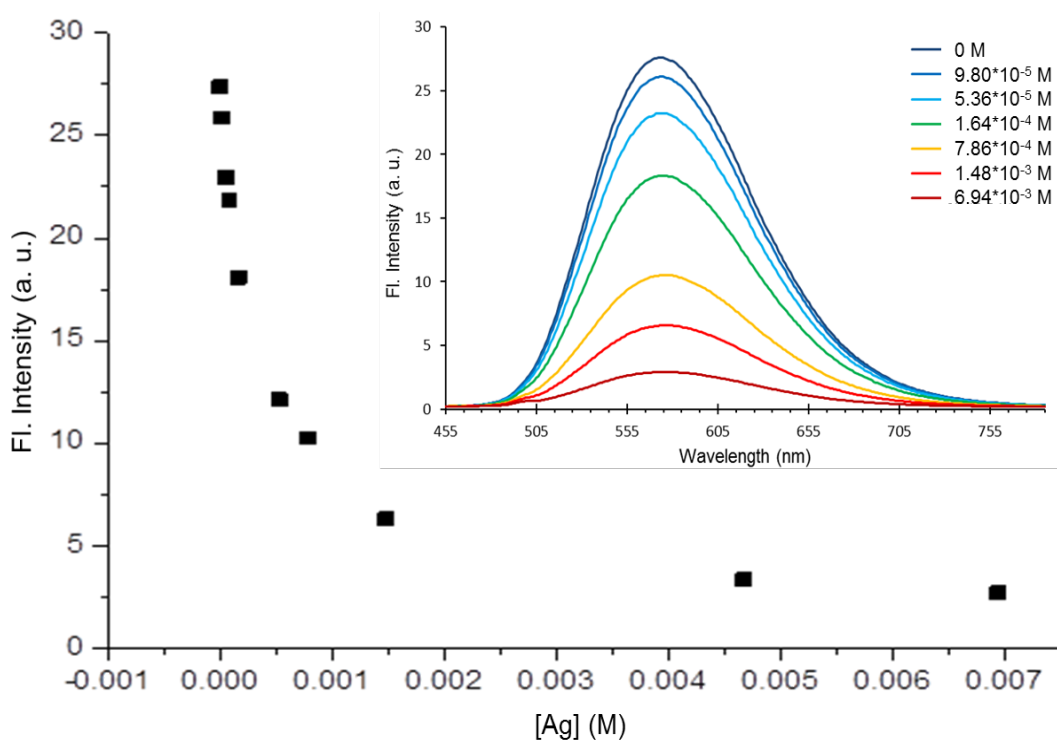 Fl. Intensity (a. u.)
30
25
20
15
10
5
0
-0.001 0.000 0.001 0.002 0.003 0.004 0.005 0.006 0.007
[Ag] (M)
Fl. Intensity (a. u.)
30
25
20
15
10
5
0
455 505 555 605 655 705 755
Wavelength (nm)
0 M
9.80*10⁻⁵ M
5.36*10⁻⁵ M
1.64*10⁻⁴ M
7.86*10⁻⁴ M
1.48*10⁻³ M
6.94*10⁻³ M